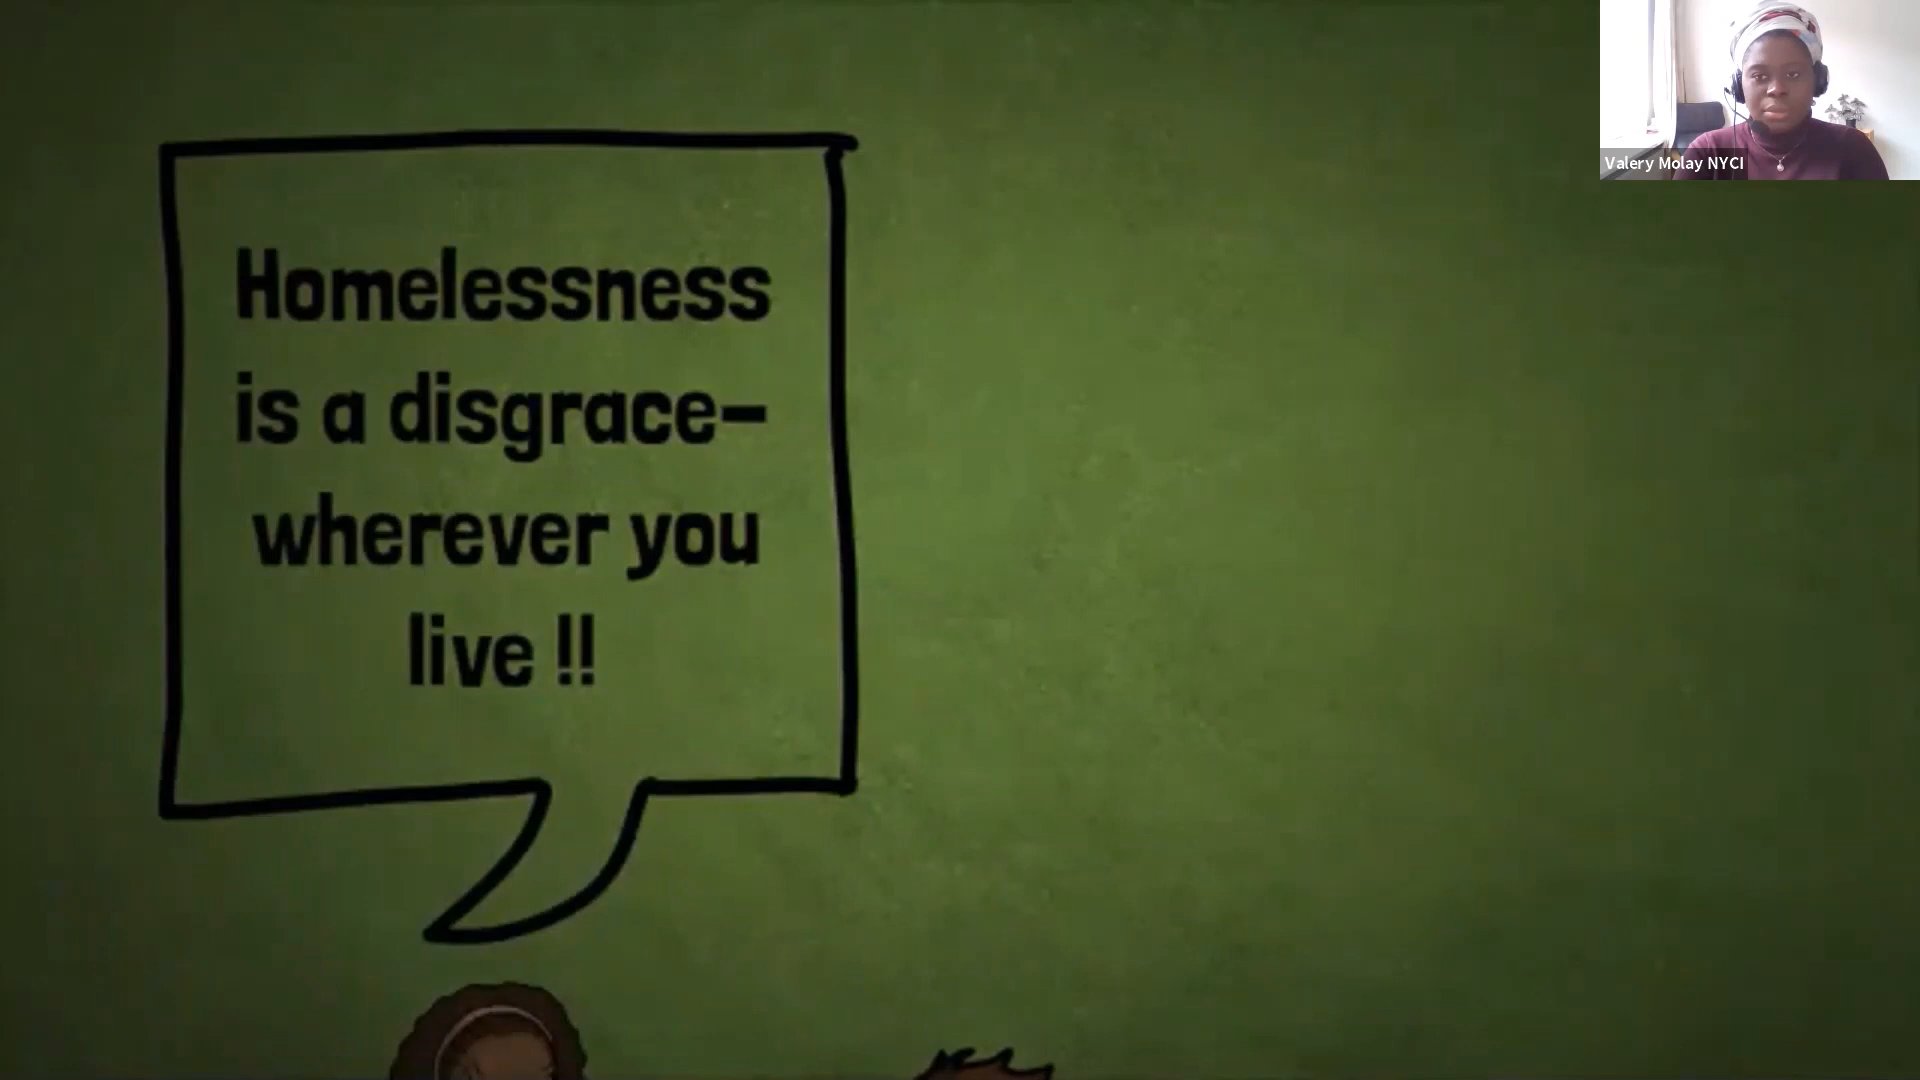 Homelessness
is a disgrace-
wherever you
live !!
Valery Molay NYCI